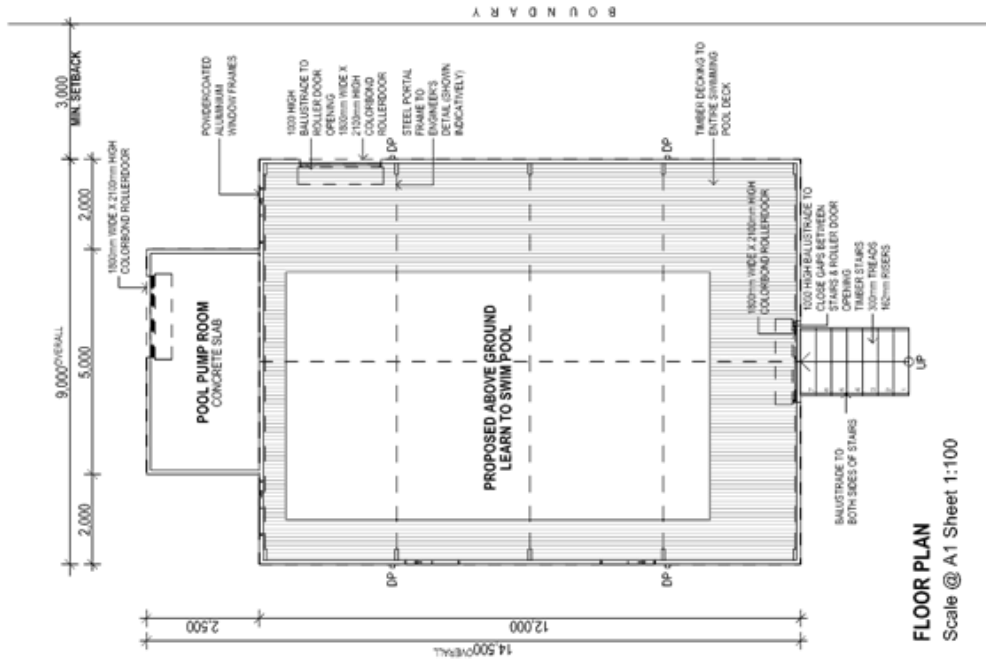 BOUNDARY
3,000
MIN. SETBACK
2,000
5,000
9,000 OVERALL
2,000
1800mm WIDE X 2100mm HIGH
COLORBOND ROLLERDOOR
POWDERCOATED
ALUMINIUM
WINDOW FRAMES
1000 HIGH
BALUSTRADE TO
ROLLER DOOR
OPENING
1800mm WIDE X
2100mm HIGH
COLORBOND
ROLLERDOOR
DP
STEEL PORTAL
FRAME TO
ENGINEER'S
DETAIL (SHOWN
INDICATIVELY)
TIMBER DECKING TO
ENTIRE SWIMMING
POOL DECK
DP
POOL PUMP ROOM
CONCRETE SLAB
PROPOSED ABOVE GROUND
LEARN TO SWIM POOL
1800mm WIDE X 2100mm HIGH
COLORBOND ROLLERDOOR
1000 HIGH BALUSTRADE TO
CLOSE GAPS BETWEEN
STAIRS & ROLLER DOOR
OPENING
TIMBER STAIRS
300mm TREADS
162mm RISERS
UP
BALUSTRADE TO
BOTH SIDES OF STAIRS
DP
DP
2,500
12,000
14,500 OVERALL
FLOOR PLAN
Scale @ A1 Sheet 1:100